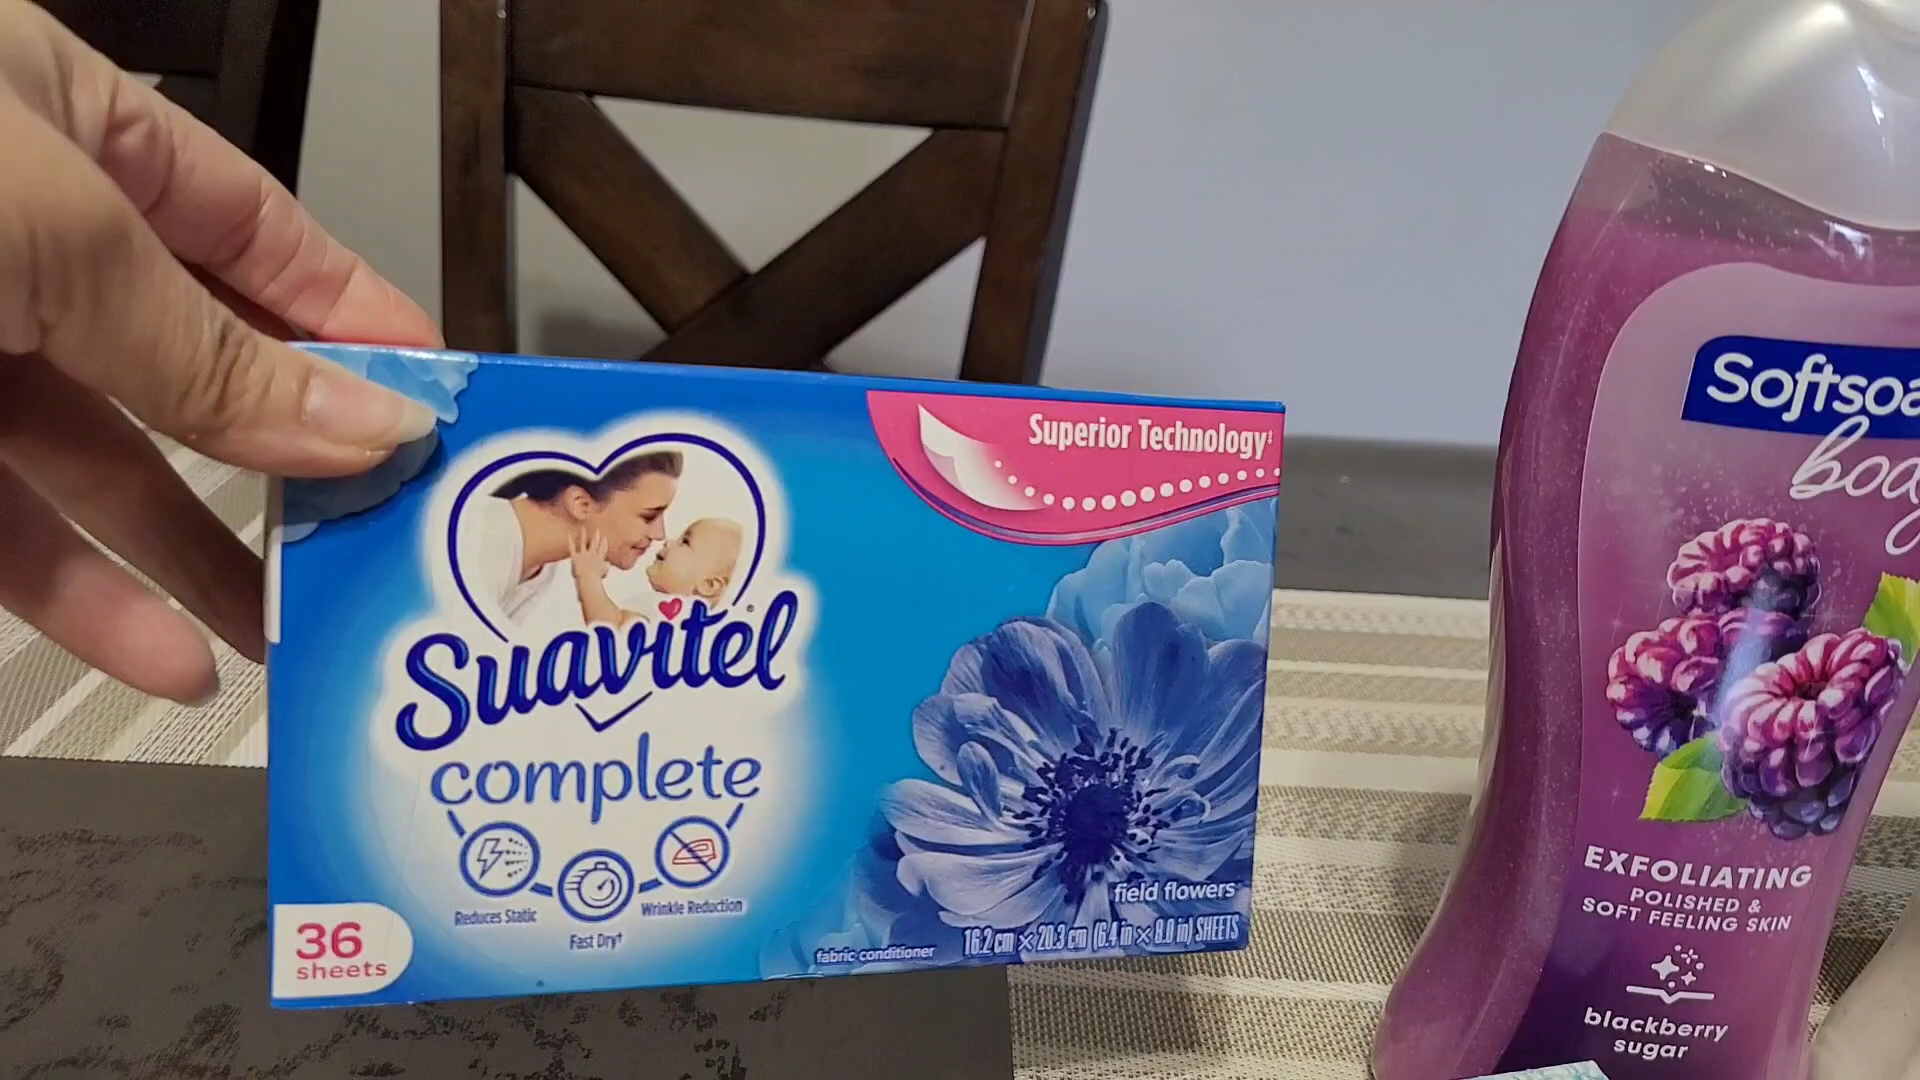 Superior Technology‡
Suavitel®
complete
Reduces Static
Fast Dry†
Wrinkle Reduction
36
sheets
field flowers
fabric conditioner
16.2 cm × 20.3 cm (6.4 in × 8.0 in) SHEETS
Softsoa
body
EXFOLIATING
POLISHED &
SOFT FEELING SKIN
blackberry
sugar